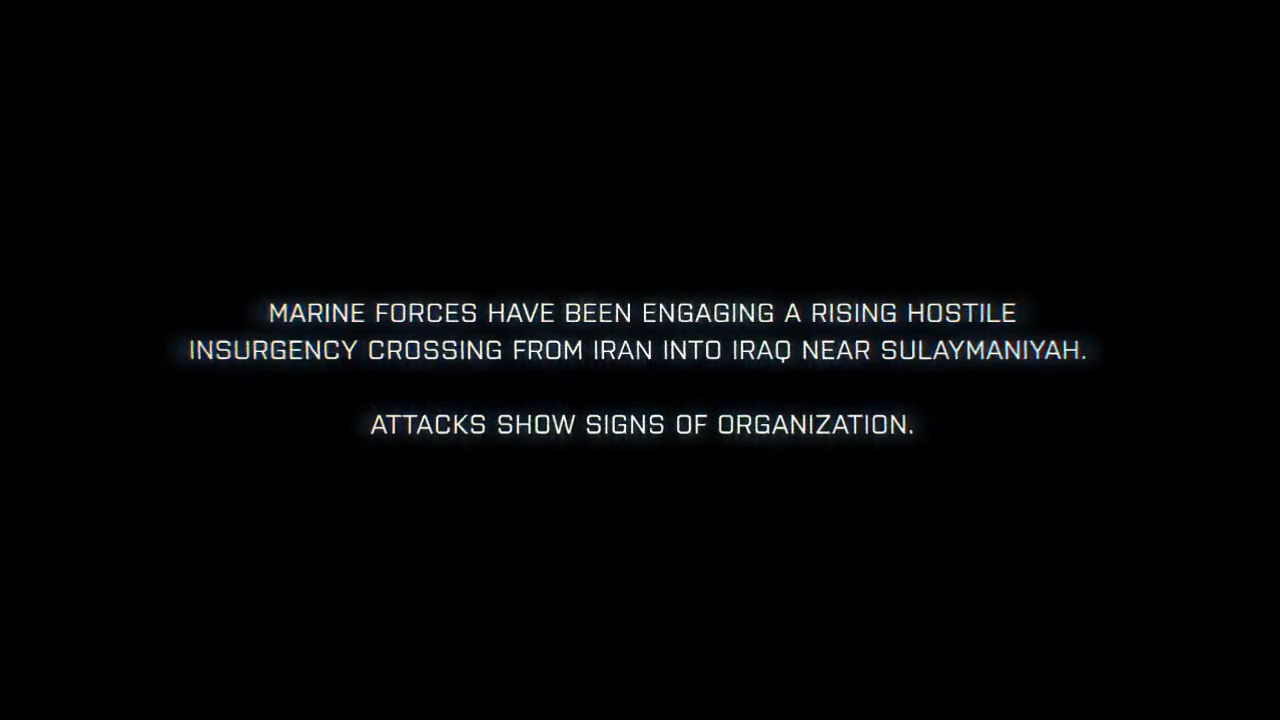 MARINE FORCES HAVE BEEN ENGAGING A RISING HOSTILE
INSURGENCY CROSSING FROM IRAN INTO IRAQ NEAR SULAYMANIYAH.
ATTACKS SHOW SIGNS OF ORGANIZATION.